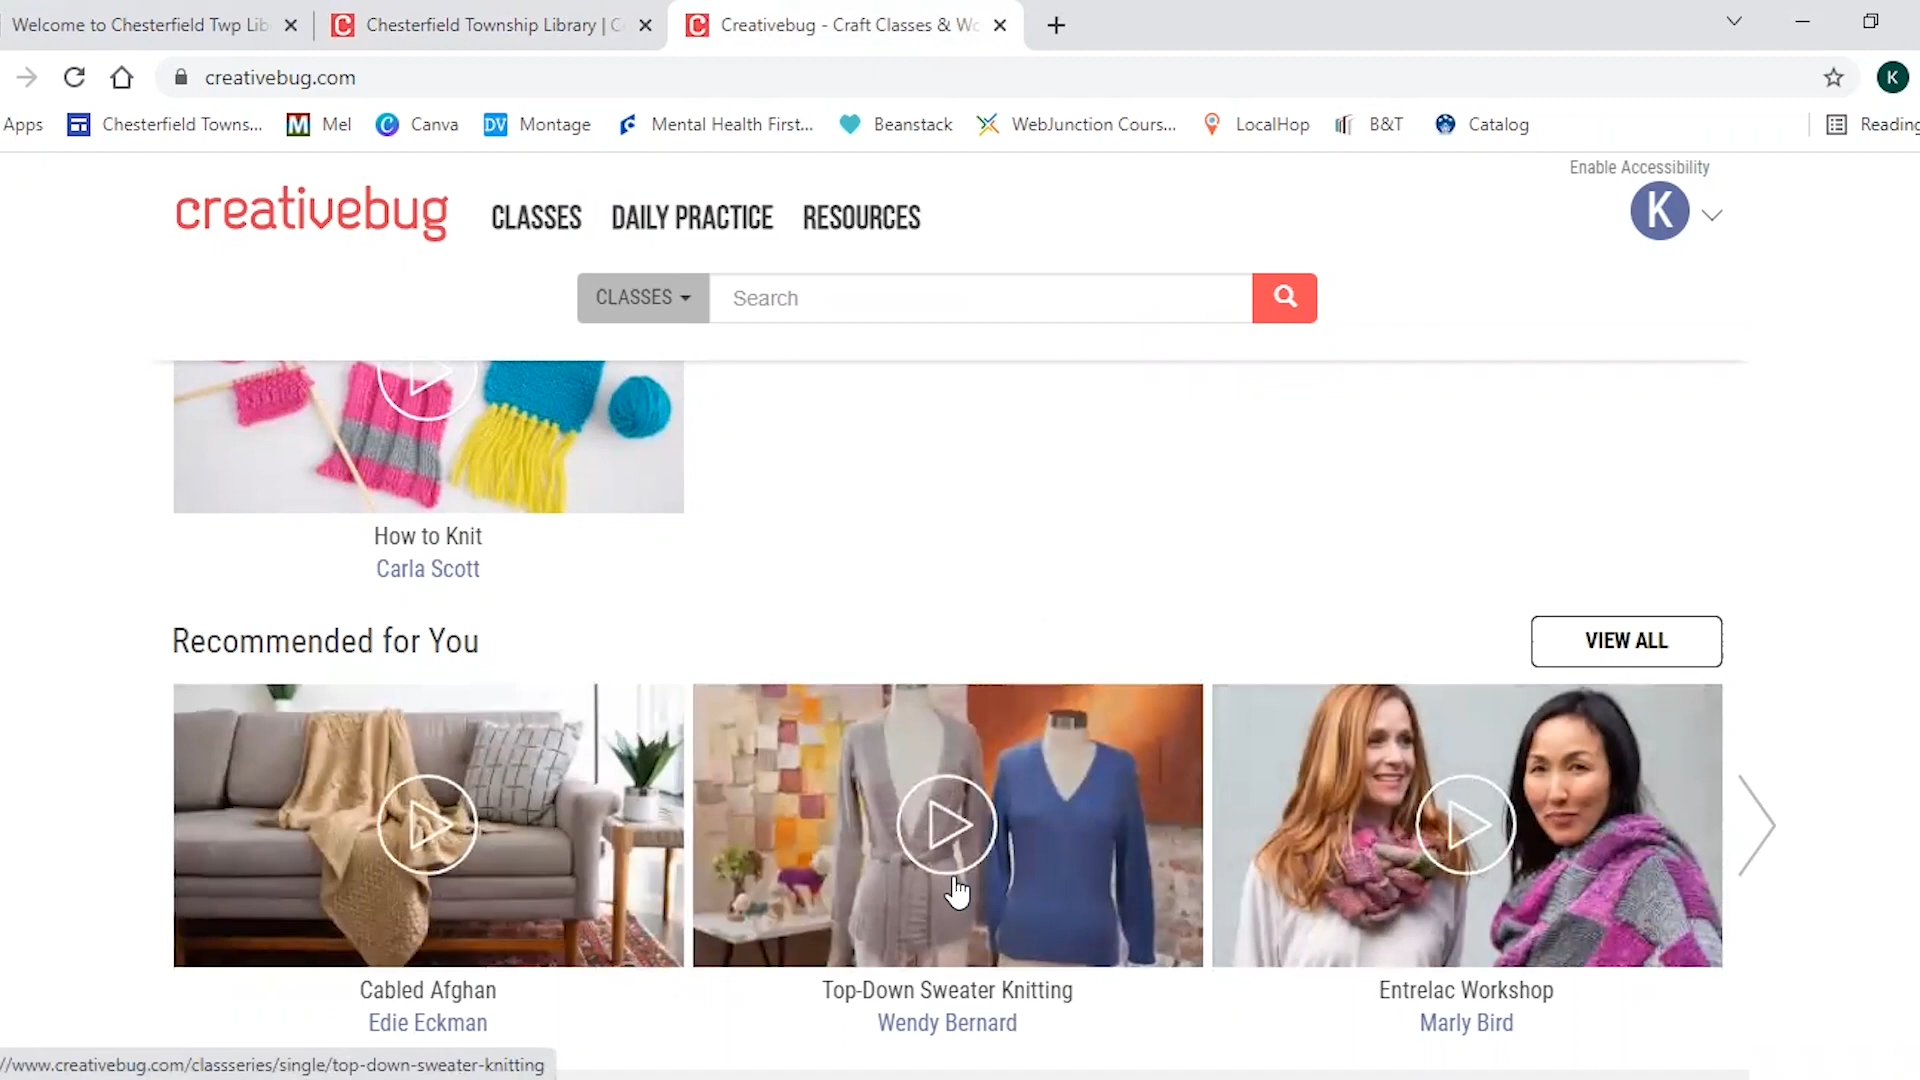 Welcome to Chesterfield Twp Lib
Chesterfield Township Library | C
Creativebug - Craft Classes & Wo
creativebug.com
K
Apps
Chesterfield Towns...
Mel
Canva
DV Montage
Mental Health First...
Beanstack
WebJunction Cours...
LocalHop
B&T
Catalog
Reading
Enable Accessibility
creativebug
CLASSES
DAILY PRACTICE
RESOURCES
K
CLASSES
Search
How to Knit
Carla Scott
Recommended for You
VIEW ALL
Cabled Afghan
Edie Eckman
Top-Down Sweater Knitting
Wendy Bernard
Entrelac Workshop
Marly Bird
//www.creativebug.com/classseries/single/top-down-sweater-knitting